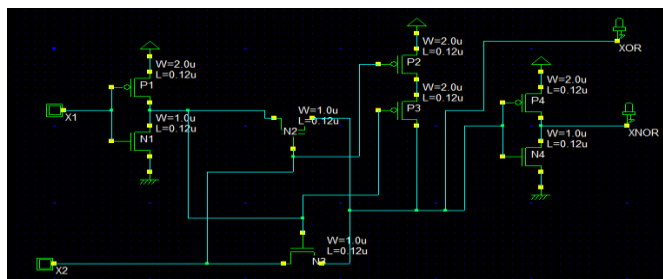 XOR
W=2.0u
L=0.12u
P1
W=1.0u
L=0.12u
N1
X1
W=1.0u
L=0.12u
N2
W=2.0u
L=0.12u
P2
W=2.0u
L=0.12u
P3
W=2.0u
L=0.12u
P4
W=1.0u
L=0.12u
N4
XNOR
W=1.0u
L=0.12u
N3
X2